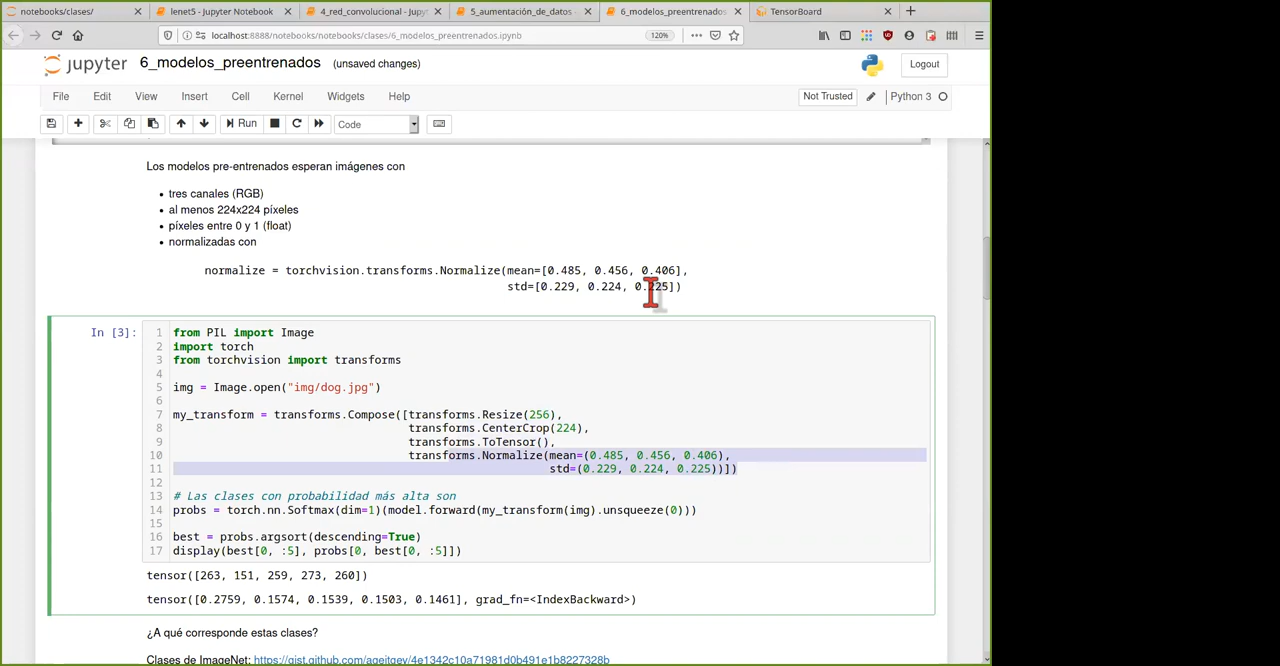 notebooks/clases/
lenet5 - Jupyter Notebook
4_red_convolucional - Jup
5_aumentación_de_datos -
6_modelos_preentrenados
TensorBoard
localhost:8888/notebooks/notebooks/clases/6_modelos_preentrenados.ipynb
120%
jupyter
6_modelos_preentrenados
(unsaved changes)
Logout
File
Edit
View
Insert
Cell
Kernel
Widgets
Help
Not Trusted
Python 3
Run
Code
Los modelos pre-entrenados esperan imágenes con
• tres canales (RGB)
• al menos 224x224 píxeles
• píxeles entre 0 y 1 (float)
• normalizadas con
normalize = torchvision.transforms.Normalize(mean=[0.485, 0.456, 0.406],
std=[0.229, 0.224, 0.225])
In [3]:
1 from PIL import Image
2 import torch
3 from torchvision import transforms
4
5 img = Image.open("img/dog.jpg")
6
7 my_transform = transforms.Compose([transforms.Resize(256),
8 transforms.CenterCrop(224),
9 transforms.ToTensor(),
10 transforms.Normalize(mean=(0.485, 0.456, 0.406),
11 std=(0.229, 0.224, 0.225))])
12
13 # Las clases con probabilidad más alta son
14 probs = torch.nn.Softmax(dim=1)(model.forward(my_transform(img).unsqueeze(0)))
15
16 best = probs.argsort(descending=True)
17 display(best[0, :5], probs[0, best[0, :5]])
tensor([263, 151, 259, 273, 260])
tensor([0.2759, 0.1574, 0.1539, 0.1503, 0.1461], grad_fn=<IndexBackward>)
¿A qué corresponde estas clases?
Clases de ImageNet: https://gist.github.com/ageitgey/4e1342c10a71981d0b491e1b8227328b